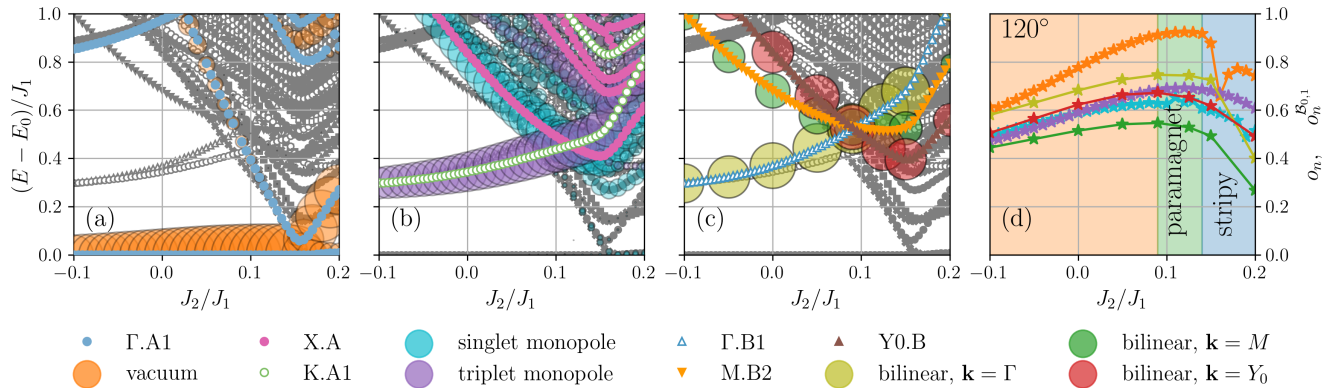 1.0
0.8
0.6
0.4
0.2
0.0
(E − E₀)/J₁
(a)
(b)
(c)
120°
(d)
paramagnet
stripy
1.0
0.8
0.6
0.4
0.2
0.0
−0.1 0.0 0.1 0.2
−0.1 0.0 0.1 0.2
−0.1 0.0 0.1 0.2
−0.1 0.0 0.1 0.2
J₂/J₁
J₂/J₁
J₂/J₁
J₂/J₁
Γ.A1
X.A
singlet monopole
Γ.B1
Y0.B
bilinear, k = M
vacuum
K.A1
triplet monopole
M.B2
bilinear, k = Γ
bilinear, k = Y₀